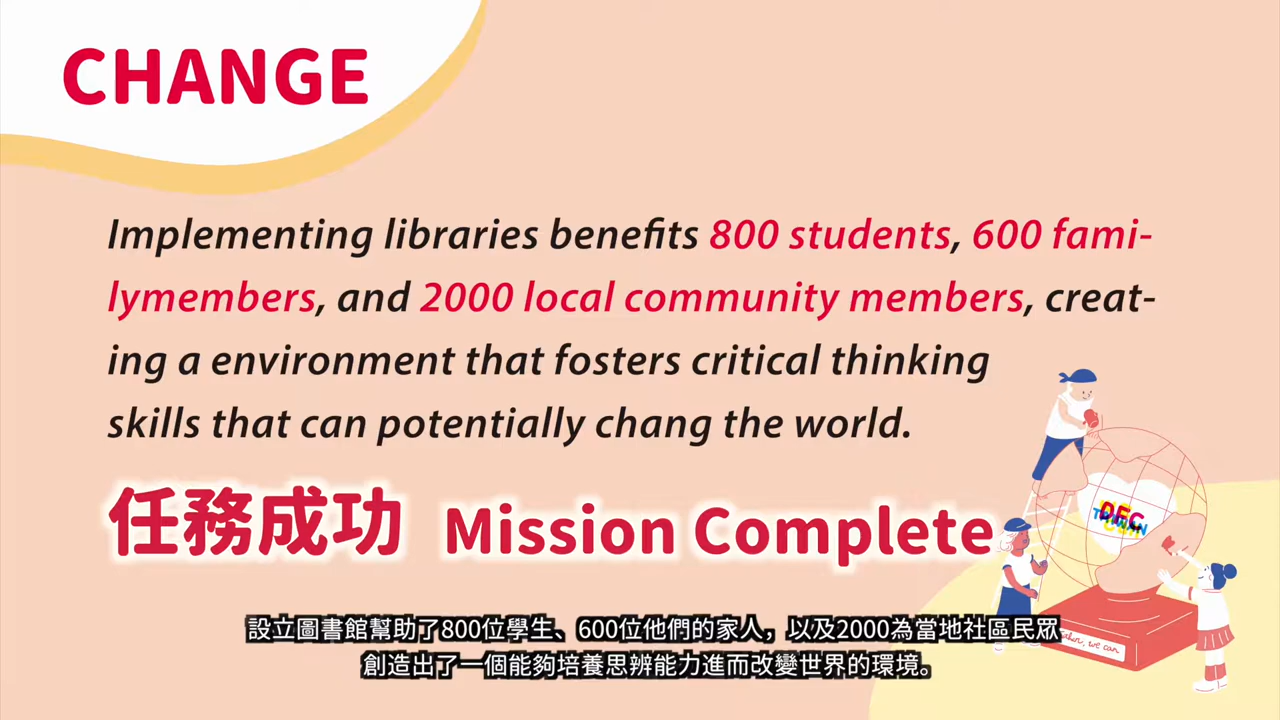 CHANGE
Implementing libraries benefits 800 students, 600 fami-
lymembers, and 2000 local community members, creat-
ing a environment that fosters critical thinking
skills that can potentially chang the world.
任務成功 Mission Complete
DFC
TAIWAN
設立圖書館幫助了800位學生、600位他們的家人，以及2000為當地社區民眾
創造出了一個能夠培養思辨能力進而改變世界的環境。